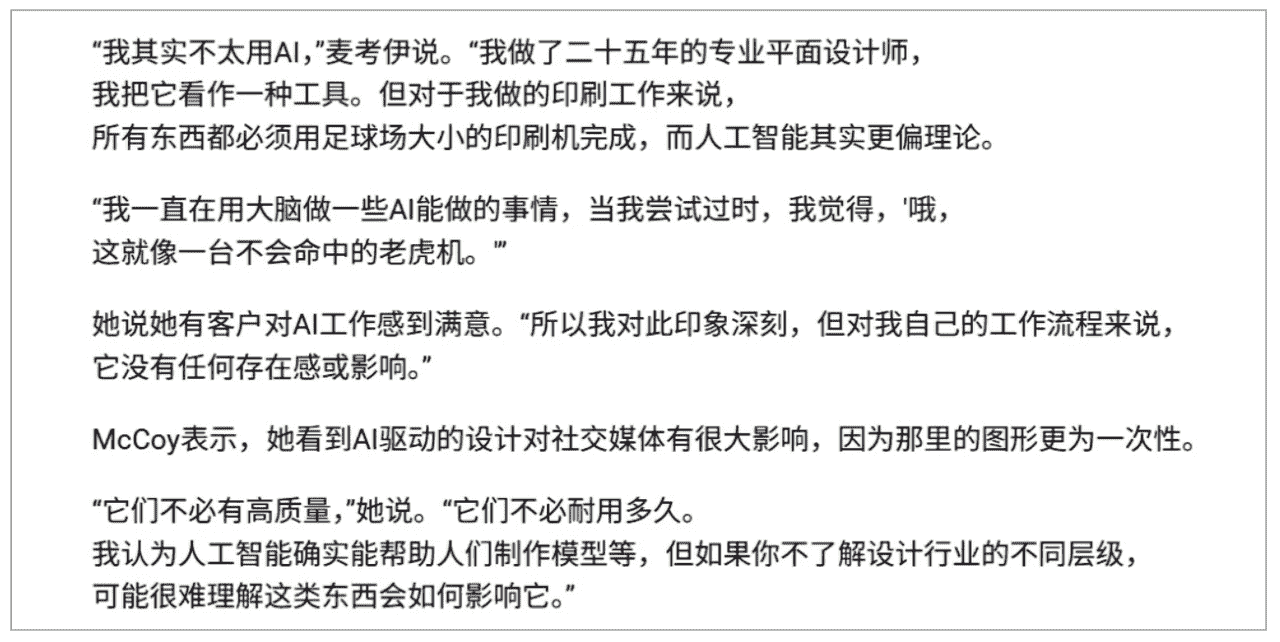 “我其实不太用AI，”麦考伊说。“我做了二十五年的专业平面设计师，
我把它看作一种工具。但对于我做的印刷工作来说，
所有东西都必须用足球场大小的印刷机完成，而人工智能其实更偏理论。
“我一直在用大脑做一些AI能做的事情，当我尝试过时，我觉得，'哦，
这就像一台不会命中的老虎机。'”
她说她有客户对AI工作感到满意。“所以我对此印象深刻，但对我自己的工作流程来说，
它没有任何存在感或影响。”
McCoy表示，她看到AI驱动的设计对社交媒体有很大影响，因为那里的图形更为一次性。
“它们不必有高质量，”她说。“它们不必耐用多久。
我认为人工智能确实能帮助人们制作模型等，但如果你不了解设计行业的不同层级，
可能很难理解这类东西会如何影响它。”